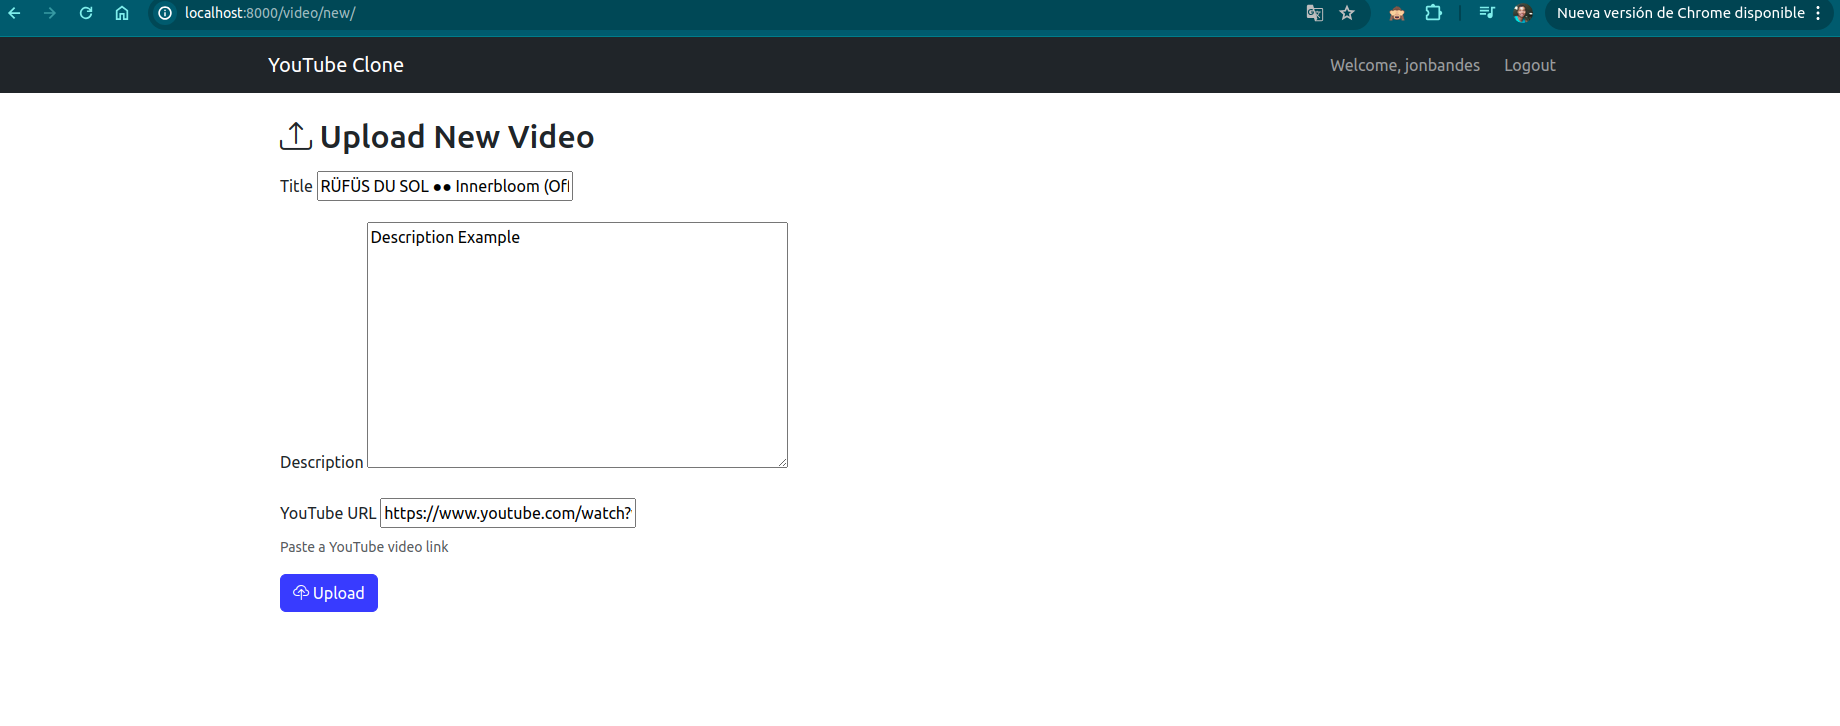 localhost:8000/video/new/
Nueva versión de Chrome disponible
YouTube Clone
Welcome, jonbandes
Logout
Upload New Video
Title
RÜFÜS DU SOL ●● Innerbloom (Of
Description Example
Description
YouTube URL
https://www.youtube.com/watch?
Paste a YouTube video link
Upload